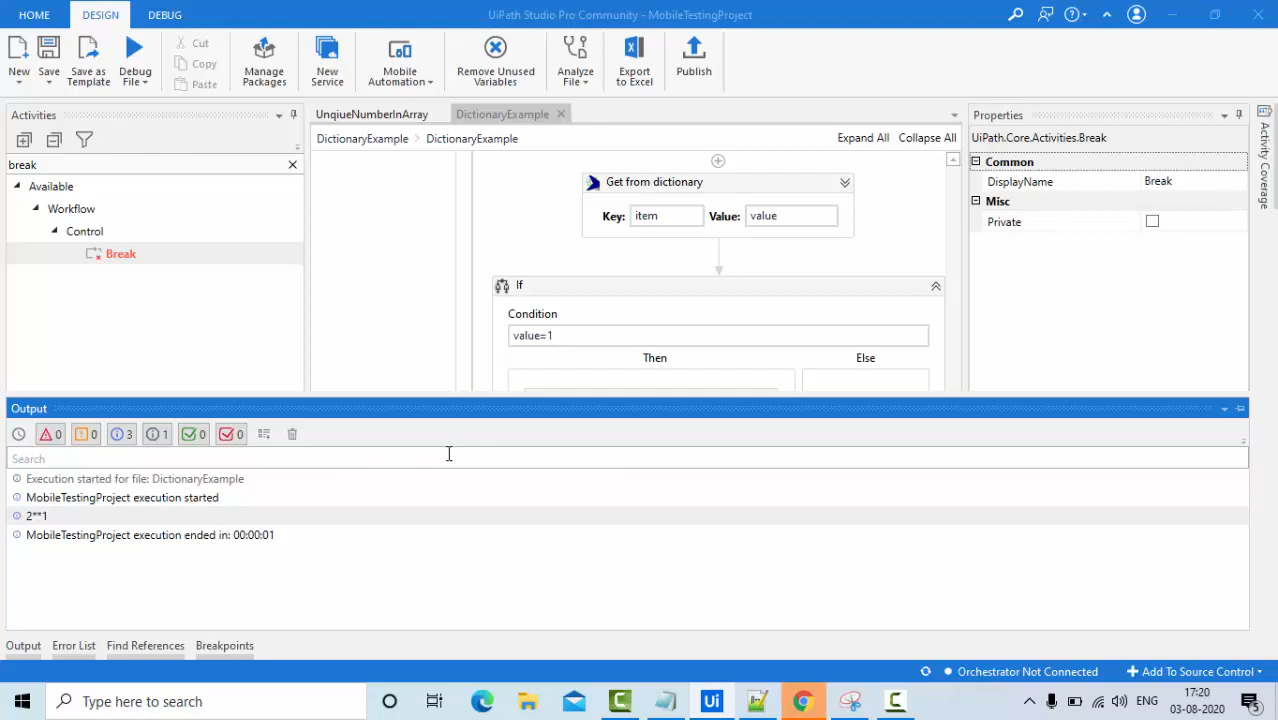 HOME DESIGN DEBUG UiPath Studio Pro Community - MobileTestingProject
New Save Save as Template Debug File Cut Copy Paste Manage Packages New Service Mobile Automation Remove Unused Variables Analyze File Export to Excel Publish
Activities
break
Available
Workflow
Control
Break
UnqiueNumberInArray DictionaryExample
DictionaryExample > DictionaryExample Expand All Collapse All
Get from dictionary
Key: item Value: value
If
Condition
value=1
Then Else
Properties
UiPath.Core.Activities.Break
Common
DisplayName Break
Misc
Private
Activity Coverage
Output
0 0 3 1 0 0
Search
Execution started for file: DictionaryExample
MobileTestingProject execution started
2**1
MobileTestingProject execution ended in: 00:00:01
Output Error List Find References Breakpoints
Orchestrator Not Connected Add To Source Control
Type here to search
Ui
ENG
17:20
03-08-2020
5